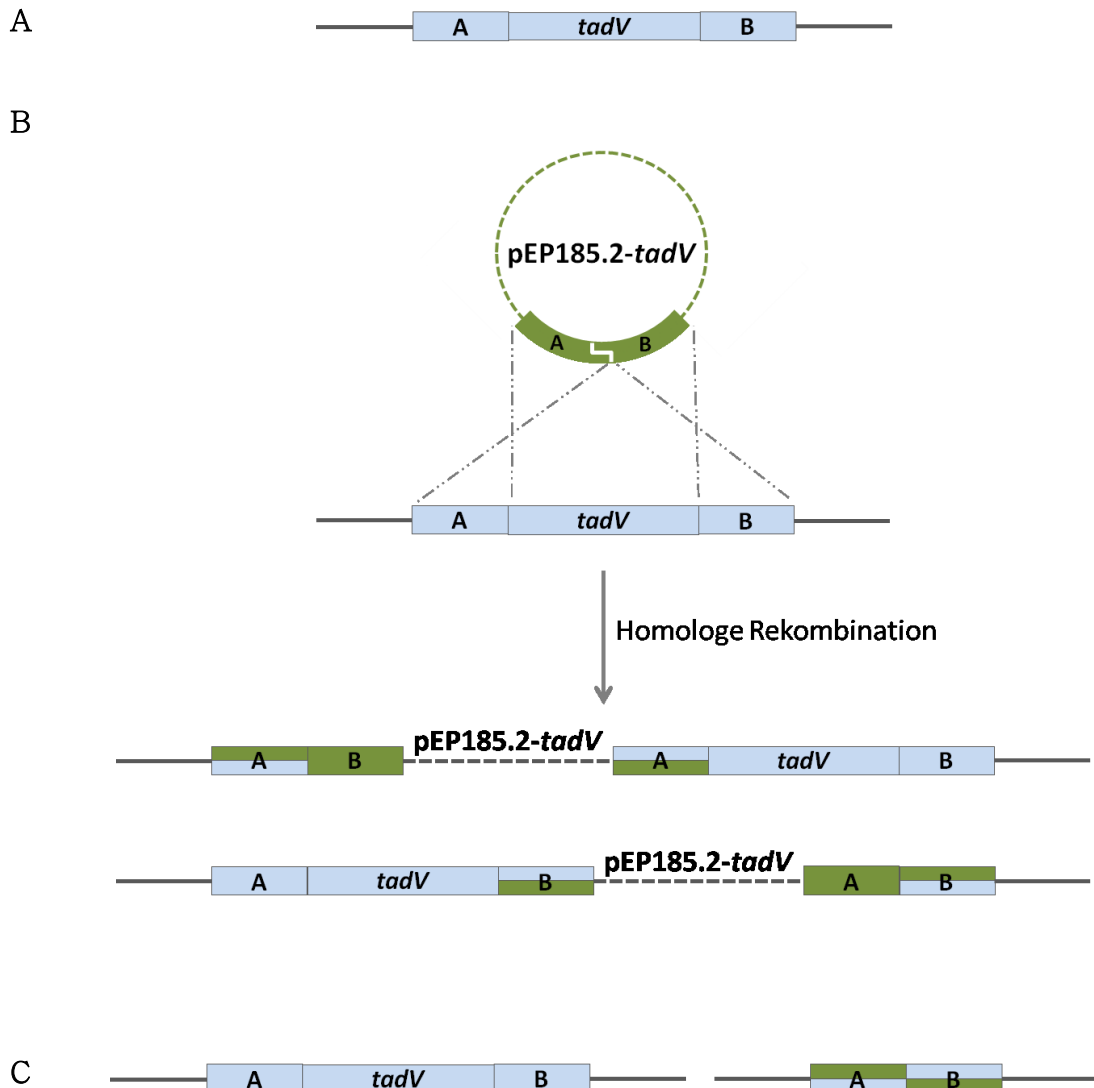 A
A tadV B
B
pEP185.2-tadV
A B
A tadV B
Homologe Rekombination
pEP185.2-tadV
A B A tadV B
pEP185.2-tadV
A tadV B A B
C
A tadV B A B